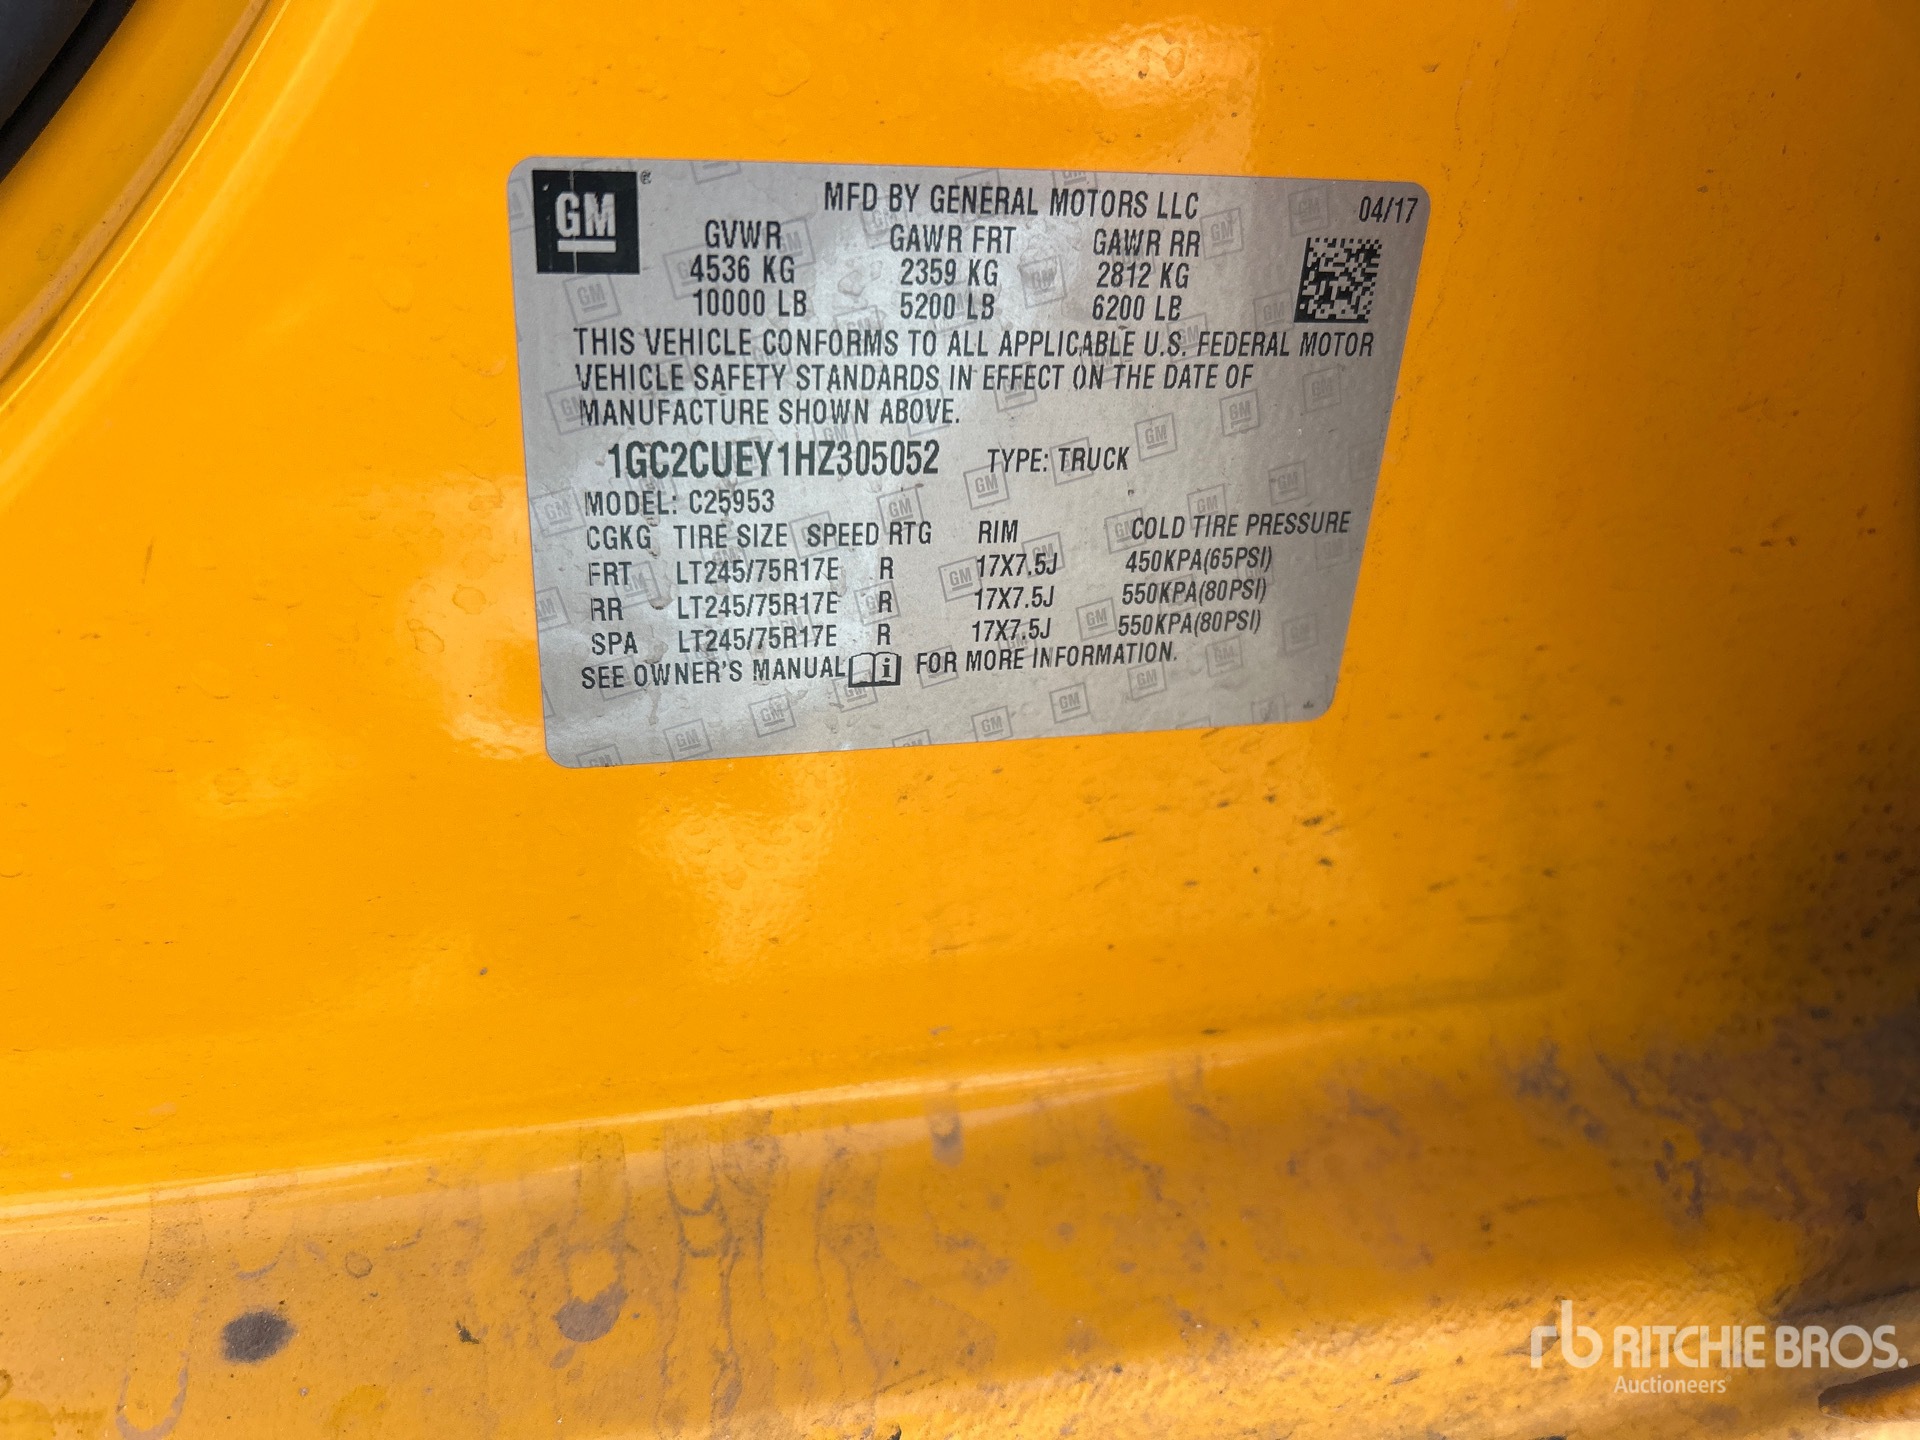 GM
MFD BY GENERAL MOTORS LLC 04/17
GVWR GAWR FRT GAWR RR
4536 KG 2359 KG 2812 KG
10000 LB 5200 LB 6200 LB
THIS VEHICLE CONFORMS TO ALL APPLICABLE U.S. FEDERAL MOTOR
VEHICLE SAFETY STANDARDS IN EFFECT ON THE DATE OF
MANUFACTURE SHOWN ABOVE.
1GC2CUEY1HZ305052 TYPE: TRUCK
MODEL: C25953
CGKG TIRE SIZE SPEED RTG RIM COLD TIRE PRESSURE
FRT LT245/75R17E R 17X7.5J 450KPA(65PSI)
RR LT245/75R17E R 17X7.5J 550KPA(80PSI)
SPA LT245/75R17E R 17X7.5J 550KPA(80PSI)
SEE OWNER'S MANUAL i FOR MORE INFORMATION.
rb RITCHIE BROS.
Auctioneers